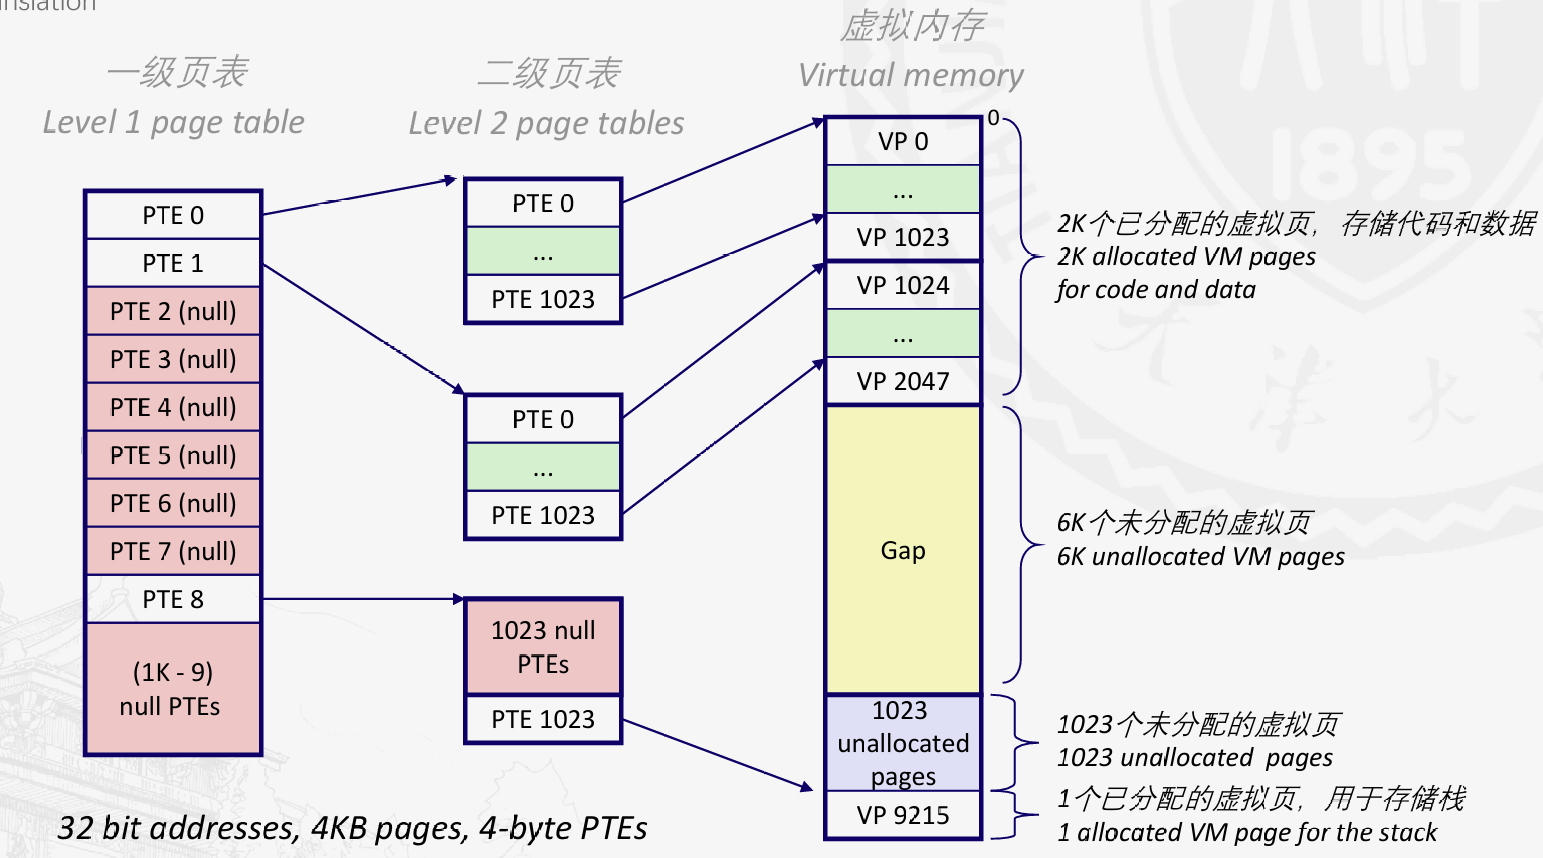 一级页表
Level 1 page table
PTE 0
PTE 1
PTE 2 (null)
PTE 3 (null)
PTE 4 (null)
PTE 5 (null)
PTE 6 (null)
PTE 7 (null)
PTE 8
(1K - 9)
null PTEs
二级页表
Level 2 page tables
PTE 0
...
PTE 1023
PTE 0
...
PTE 1023
1023 null
PTEs
PTE 1023
虚拟内存
Virtual memory
0
VP 0
...
VP 1023
VP 1024
...
VP 2047
Gap
1023
unallocated
pages
VP 9215
2K个已分配的虚拟页，存储代码和数据
2K allocated VM pages
for code and data
6K个未分配的虚拟页
6K unallocated VM pages
1023个未分配的虚拟页
1023 unallocated pages
1个已分配的虚拟页，用于存储栈
1 allocated VM page for the stack
32 bit addresses, 4KB pages, 4-byte PTEs
1895